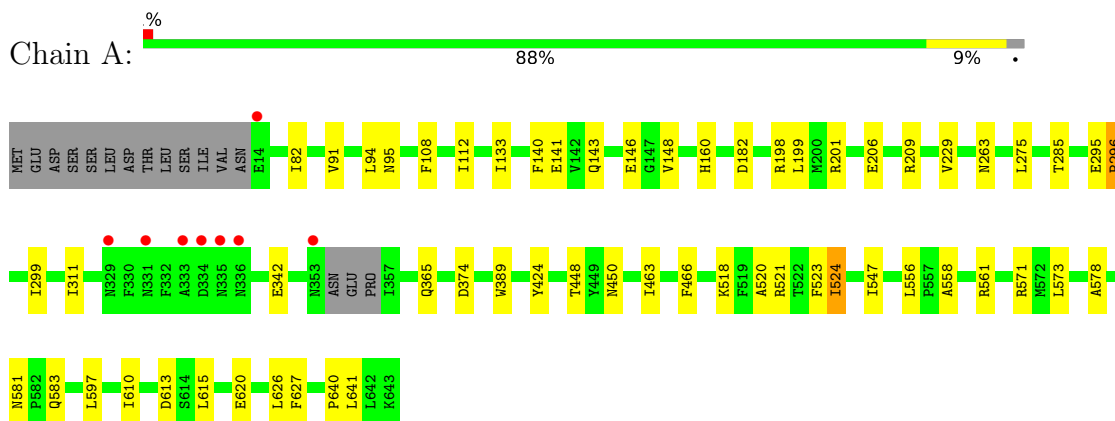 %
Chain A:
88% 9% •
MET GLU ASP SER SER LEU ASP THR LEU SER ILE VAL ASN E14 I82 V91 L94 N95 F108 I112 I133 F140 E141 V142 Q143 E146 G147 V148 H160 D182 R198 L199 M200 R201 E206 R209 V229 N263 L275 T285 E295
I299 I311 N329 F330 N331 F332 A333 D334 N335 N336 E342 N353 ASN GLU PRO I357 Q365 D374 W389 Y424 T448 Y449 N450 I463 F466 K518 F519 A520 R521 T522 F523 I524 I547 L556 P557 A558 R561 R571 M572 L573 A578
N581 P582 Q583 L597 I610 D613 S614 L615 E620 L626 F627 P640 L641 L642 K643